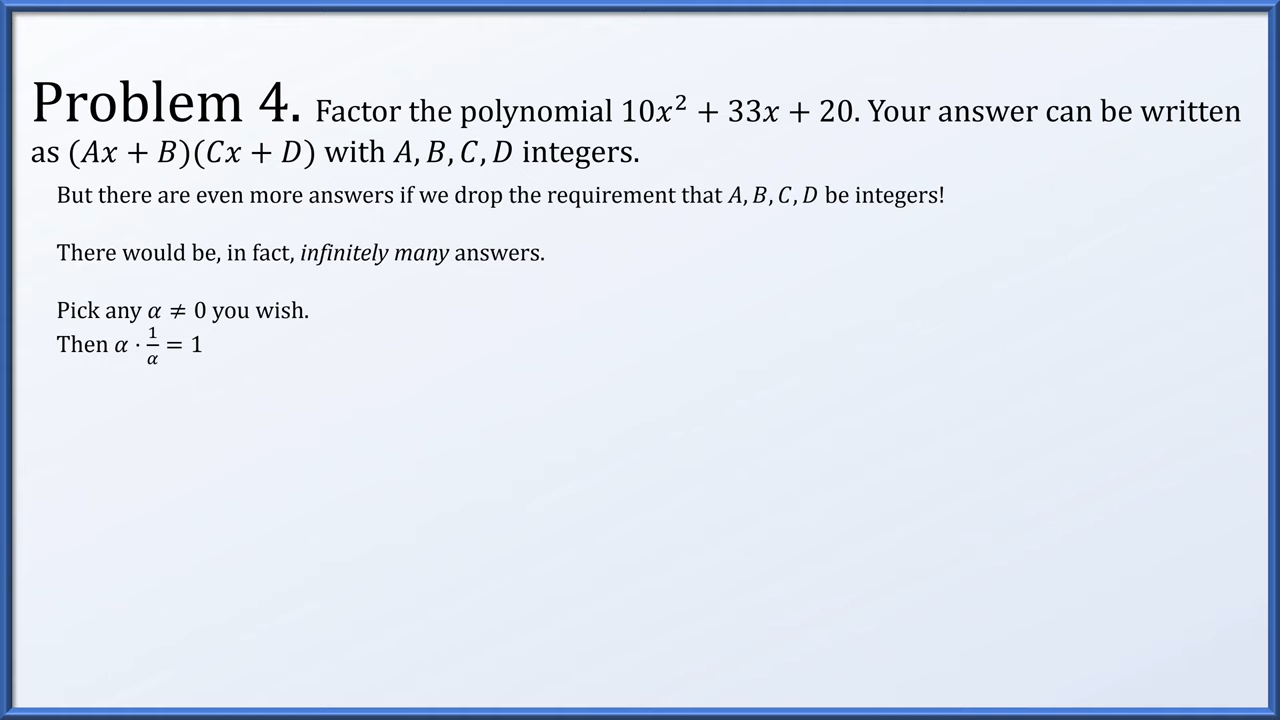 Problem 4. Factor the polynomial 10x² + 33x + 20. Your answer can be written
as (Ax + B)(Cx + D) with A, B, C, D integers.
But there are even more answers if we drop the requirement that A, B, C, D be integers!
There would be, in fact, infinitely many answers.
Pick any α ≠ 0 you wish.
Then α · 1/α = 1